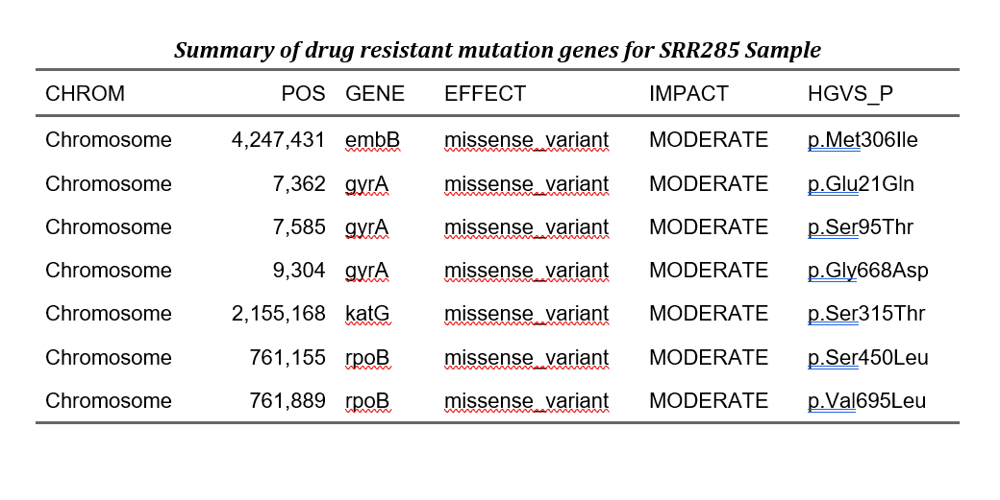 Summary of drug resistant mutation genes for SRR285 Sample
CHROM POS GENE EFFECT IMPACT HGVS_P
Chromosome 4,247,431 embB missense_variant MODERATE p.Met306Ile
Chromosome 7,362 gyrA missense_variant MODERATE p.Glu21Gln
Chromosome 7,585 gyrA missense_variant MODERATE p.Ser95Thr
Chromosome 9,304 gyrA missense_variant MODERATE p.Gly668Asp
Chromosome 2,155,168 katG missense_variant MODERATE p.Ser315Thr
Chromosome 761,155 rpoB missense_variant MODERATE p.Ser450Leu
Chromosome 761,889 rpoB missense_variant MODERATE p.Val695Leu